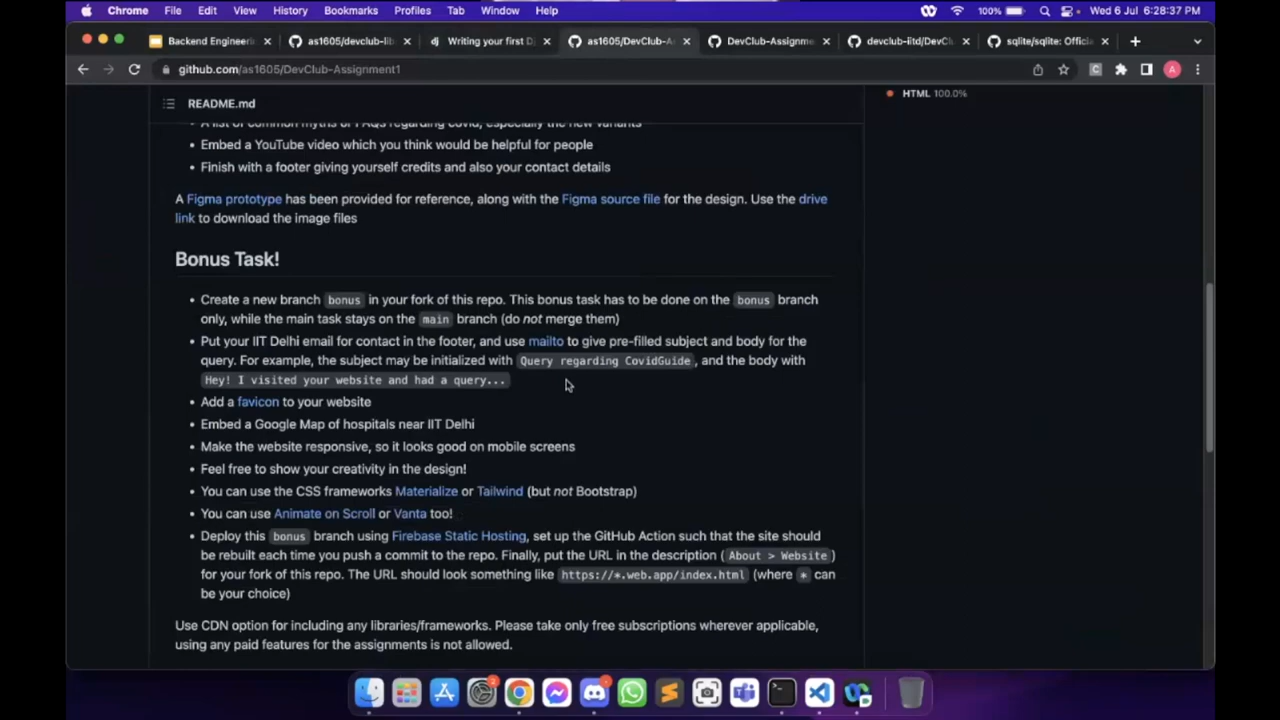 Chrome File Edit View History Bookmarks Profiles Tab Window Help 100% Wed 6 Jul 6:28:37 PM
Backend Engineeri as1605/devclub-lib dj Writing your first D as1605/DevClub-A DevClub-Assignme devclub-iitd/DevCl sqlite/sqlite: Offici
github.com/as1605/DevClub-Assignment1 C A
README.md
HTML 100.0%
A list of common myths or FAQs regarding covid, especially the new variants
Embed a YouTube video which you think would be helpful for people
Finish with a footer giving yourself credits and also your contact details
A Figma prototype has been provided for reference, along with the Figma source file for the design. Use the drive
link to download the image files
Bonus Task!
Create a new branch bonus in your fork of this repo. This bonus task has to be done on the bonus branch
only, while the main task stays on the main branch (do not merge them)
Put your IIT Delhi email for contact in the footer, and use mailto to give pre-filled subject and body for the
query. For example, the subject may be initialized with Query regarding CovidGuide, and the body with
Hey! I visited your website and had a query...
Add a favicon to your website
Embed a Google Map of hospitals near IIT Delhi
Make the website responsive, so it looks good on mobile screens
Feel free to show your creativity in the design!
You can use the CSS frameworks Materialize or Tailwind (but not Bootstrap)
You can use Animate on Scroll or Vanta too!
Deploy this bonus branch using Firebase Static Hosting, set up the GitHub Action such that the site should
be rebuilt each time you push a commit to the repo. Finally, put the URL in the description (About > Website)
for your fork of this repo. The URL should look something like https://*.web.app/index.html (where * can
be your choice)
Use CDN option for including any libraries/frameworks. Please take only free subscriptions wherever applicable,
using any paid features for the assignments is not allowed.
2